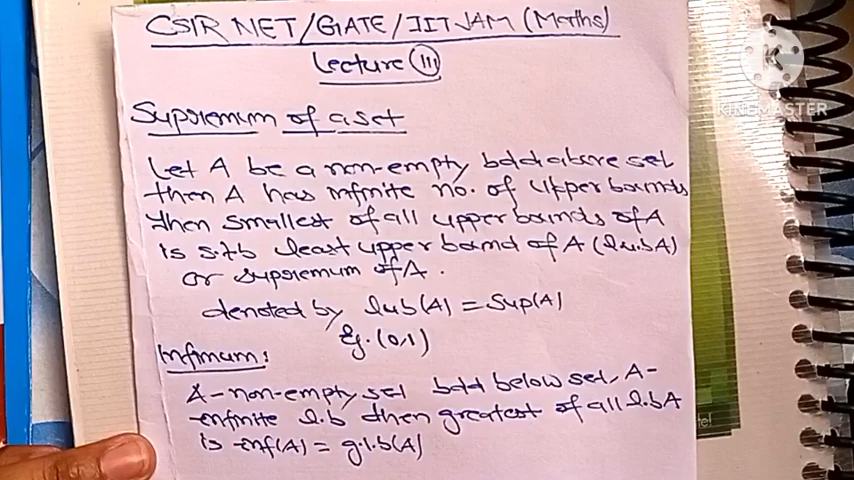 CSIR NET/GATE/IIT JAM (Maths)
Lecture III
KINEMASTER
Supremum of a set
Let A be a non-empty bdd above set
then A has infinite no. of upper bounds
then smallest of all upper bounds of A
is s.t.b least upper bound of A (l.u.b A)
or supremum of A.
denoted by lub(A) = Sup(A)
Eg. (0,1)
Infimum:
A-non-empty set bdd below set, A-
infinite l.b then greatest of all l.b A
is inf(A) = g.l.b(A)